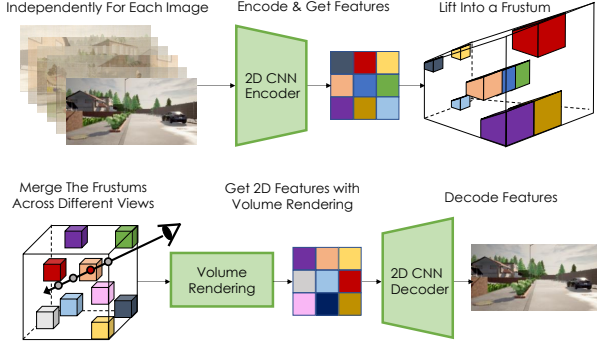 Independently For Each Image
Encode & Get Features
Lift Into a Frustum
2D CNN
Encoder
Merge The Frustums
Across Different Views
Get 2D Features with
Volume Rendering
Decode Features
Volume
Rendering
2D CNN
Decoder